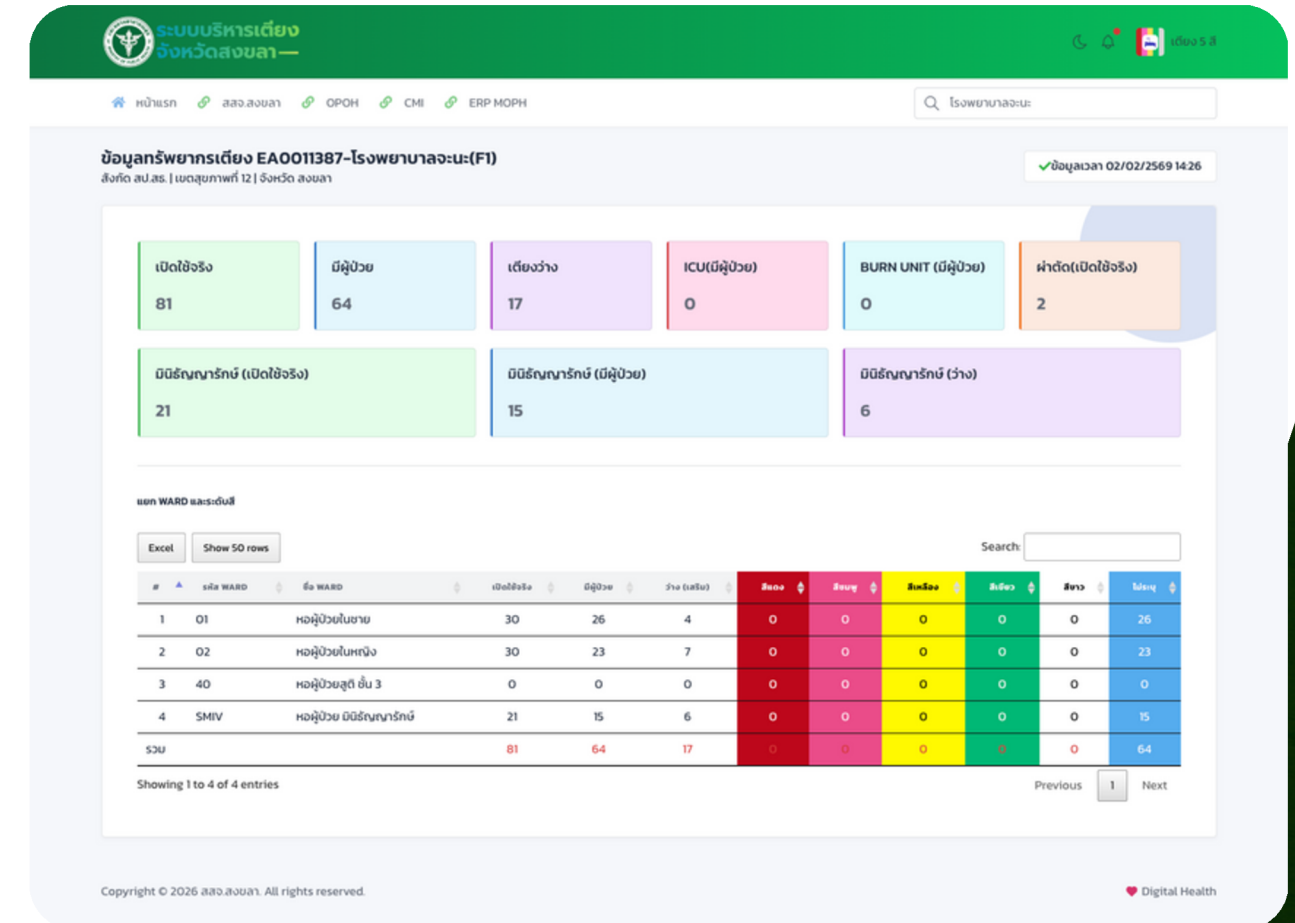 ระบบบริหารเตียง
จังหวัดสงขลา—
เตียง 5 สี
หน้าแรก สสจ.สงขลา OPOH CMI ERP MOPH
โรงพยาบาลจะนะ
ข้อมูลทรัพยากรเตียง EA0011387-โรงพยาบาลจะนะ(F1)
สังกัด สป.สธ. | เขตสุขภาพที่ 12 | จังหวัด สงขลา
ข้อมูลเวลา 02/02/2569 14:26
เปิดใช้จริง มีผู้ป่วย เตียงว่าง ICU(มีผู้ป่วย) BURN UNIT (มีผู้ป่วย) ผ่าตัด(เปิดใช้จริง)
81 64 17 0 0 2
มินิธัญญารักษ์ (เปิดใช้จริง) มินิธัญญารักษ์ (มีผู้ป่วย) มินิธัญญารักษ์ (ว่าง)
21 15 6
แยก WARD และระดับสี
Excel Show 50 rows Search:
# รหัส WARD ชื่อ WARD เปิดใช้จริง มีผู้ป่วย ว่าง (เสริม) สีแดง สีชมพู สีเหลือง สีเขียว สีขาว ไม่ระบุ
1 01 หอผู้ป่วยในชาย 30 26 4 0 0 0 0 0 26
2 02 หอผู้ป่วยในหญิง 30 23 7 0 0 0 0 0 23
3 40 หอผู้ป่วยสูติ ชั้น 3 0 0 0 0 0 0 0 0 0
4 SMIV หอผู้ป่วย มินิธัญญารักษ์ 21 15 6 0 0 0 0 0 15
รวม 81 64 17 0 0 0 0 0 64
Showing 1 to 4 of 4 entries
Previous 1 Next
Copyright © 2026 สสจ.สงขลา. All rights reserved.
Digital Health